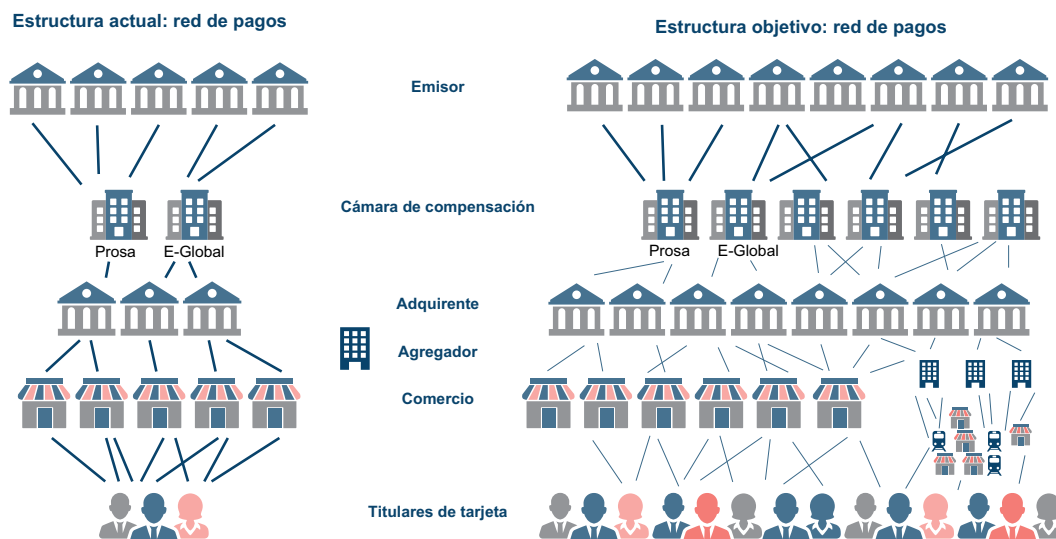 Estructura actual: red de pagos
Estructura objetivo: red de pagos
Emisor
Cámara de compensación
Prosa
E-Global
Prosa
E-Global
Adquirente
Agregador
Comercio
Titulares de tarjeta